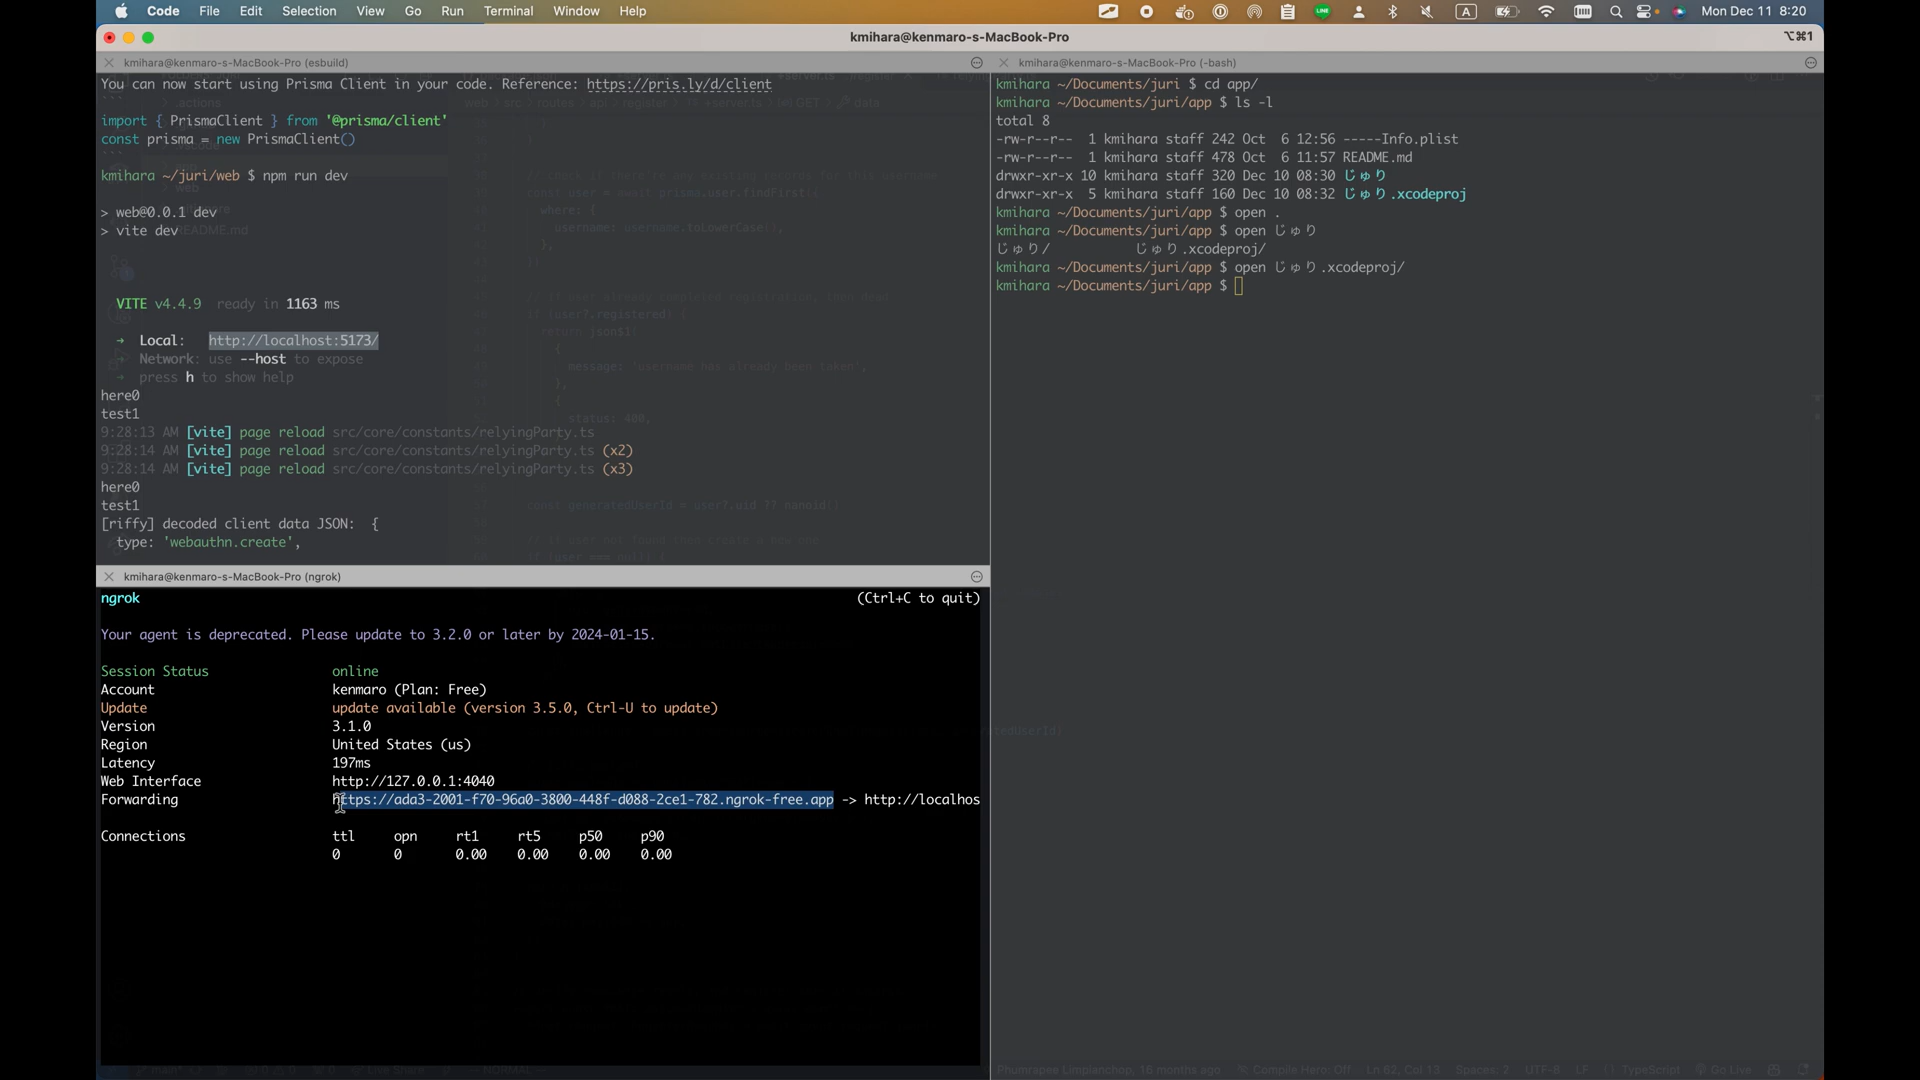 Code File Edit Selection View Go Run Terminal Window Help
A
Mon Dec 11 8:20
kmihara@kenmaro-s-MacBook-Pro
⌥⌘1
kmihara@kenmaro-s-MacBook-Pro (esbuild)
You can now start using Prisma Client in your code. Reference: https://pris.ly/d/client
```
import { PrismaClient } from '@prisma/client'
const prisma = new PrismaClient()
```
kmihara ~/juri/web $ npm run dev
> web@0.0.1 dev
> vite dev
VITE v4.4.9 ready in 1163 ms
➜ Local: http://localhost:5173/
➜ Network: use --host to expose
➜ press h to show help
here0
test1
9:28:13 AM [vite] page reload src/core/constants/relyingParty.ts
9:28:14 AM [vite] page reload src/core/constants/relyingParty.ts (x2)
9:28:14 AM [vite] page reload src/core/constants/relyingParty.ts (x3)
here0
test1
[riffy] decoded client data JSON: {
type: 'webauthn.create',
kmihara@kenmaro-s-MacBook-Pro (ngrok)
ngrok (Ctrl+C to quit)
Your agent is deprecated. Please update to 3.2.0 or later by 2024-01-15.
Session Status online
Account kenmaro (Plan: Free)
Update update available (version 3.5.0, Ctrl-U to update)
Version 3.1.0
Region United States (us)
Latency 197ms
Web Interface http://127.0.0.1:4040
Forwarding https://ada3-2001-f70-96a0-3800-448f-d088-2ce1-782.ngrok-free.app -> http://localhos
Connections ttl opn rt1 rt5 p50 p90
0 0 0.00 0.00 0.00 0.00
kmihara@kenmaro-s-MacBook-Pro (-bash)
kmihara ~/Documents/juri $ cd app/
kmihara ~/Documents/juri/app $ ls -l
total 8
-rw-r--r-- 1 kmihara staff 242 Oct 6 12:56 -----Info.plist
-rw-r--r-- 1 kmihara staff 478 Oct 6 11:57 README.md
drwxr-xr-x 10 kmihara staff 320 Dec 10 08:30 じゅり
drwxr-xr-x 5 kmihara staff 160 Dec 10 08:32 じゅり.xcodeproj
kmihara ~/Documents/juri/app $ open .
kmihara ~/Documents/juri/app $ open じゅり
じゅり/ じゅり.xcodeproj/
kmihara ~/Documents/juri/app $ open じゅり.xcodeproj/
kmihara ~/Documents/juri/app $